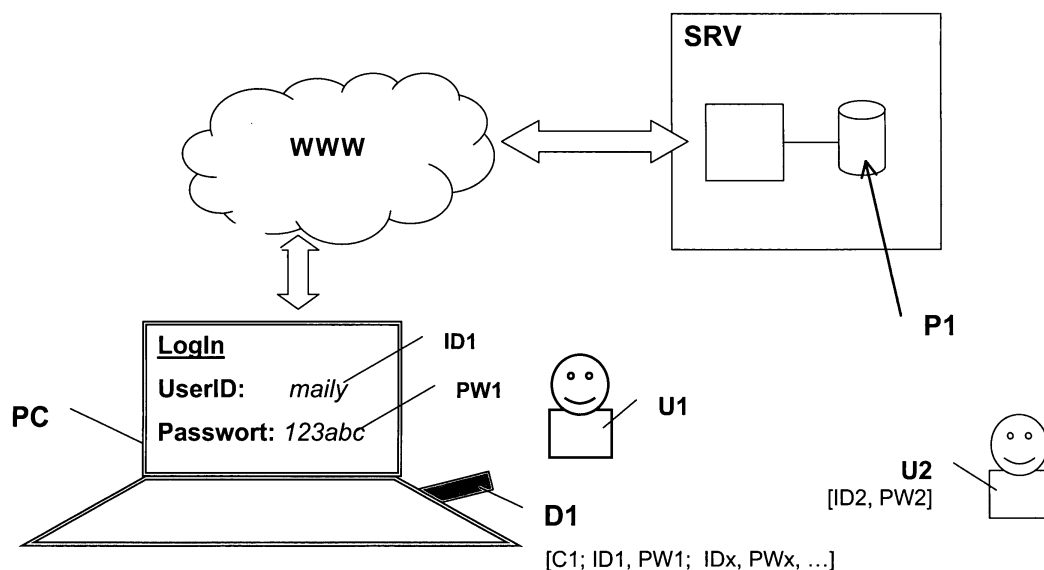 SRV
WWW
P1
LogIn
ID1
UserID: maily
PW1
Passwort: 123abc
PC
U1
U2
[ID2, PW2]
D1
[C1; ID1, PW1; IDx, PWx, ...]